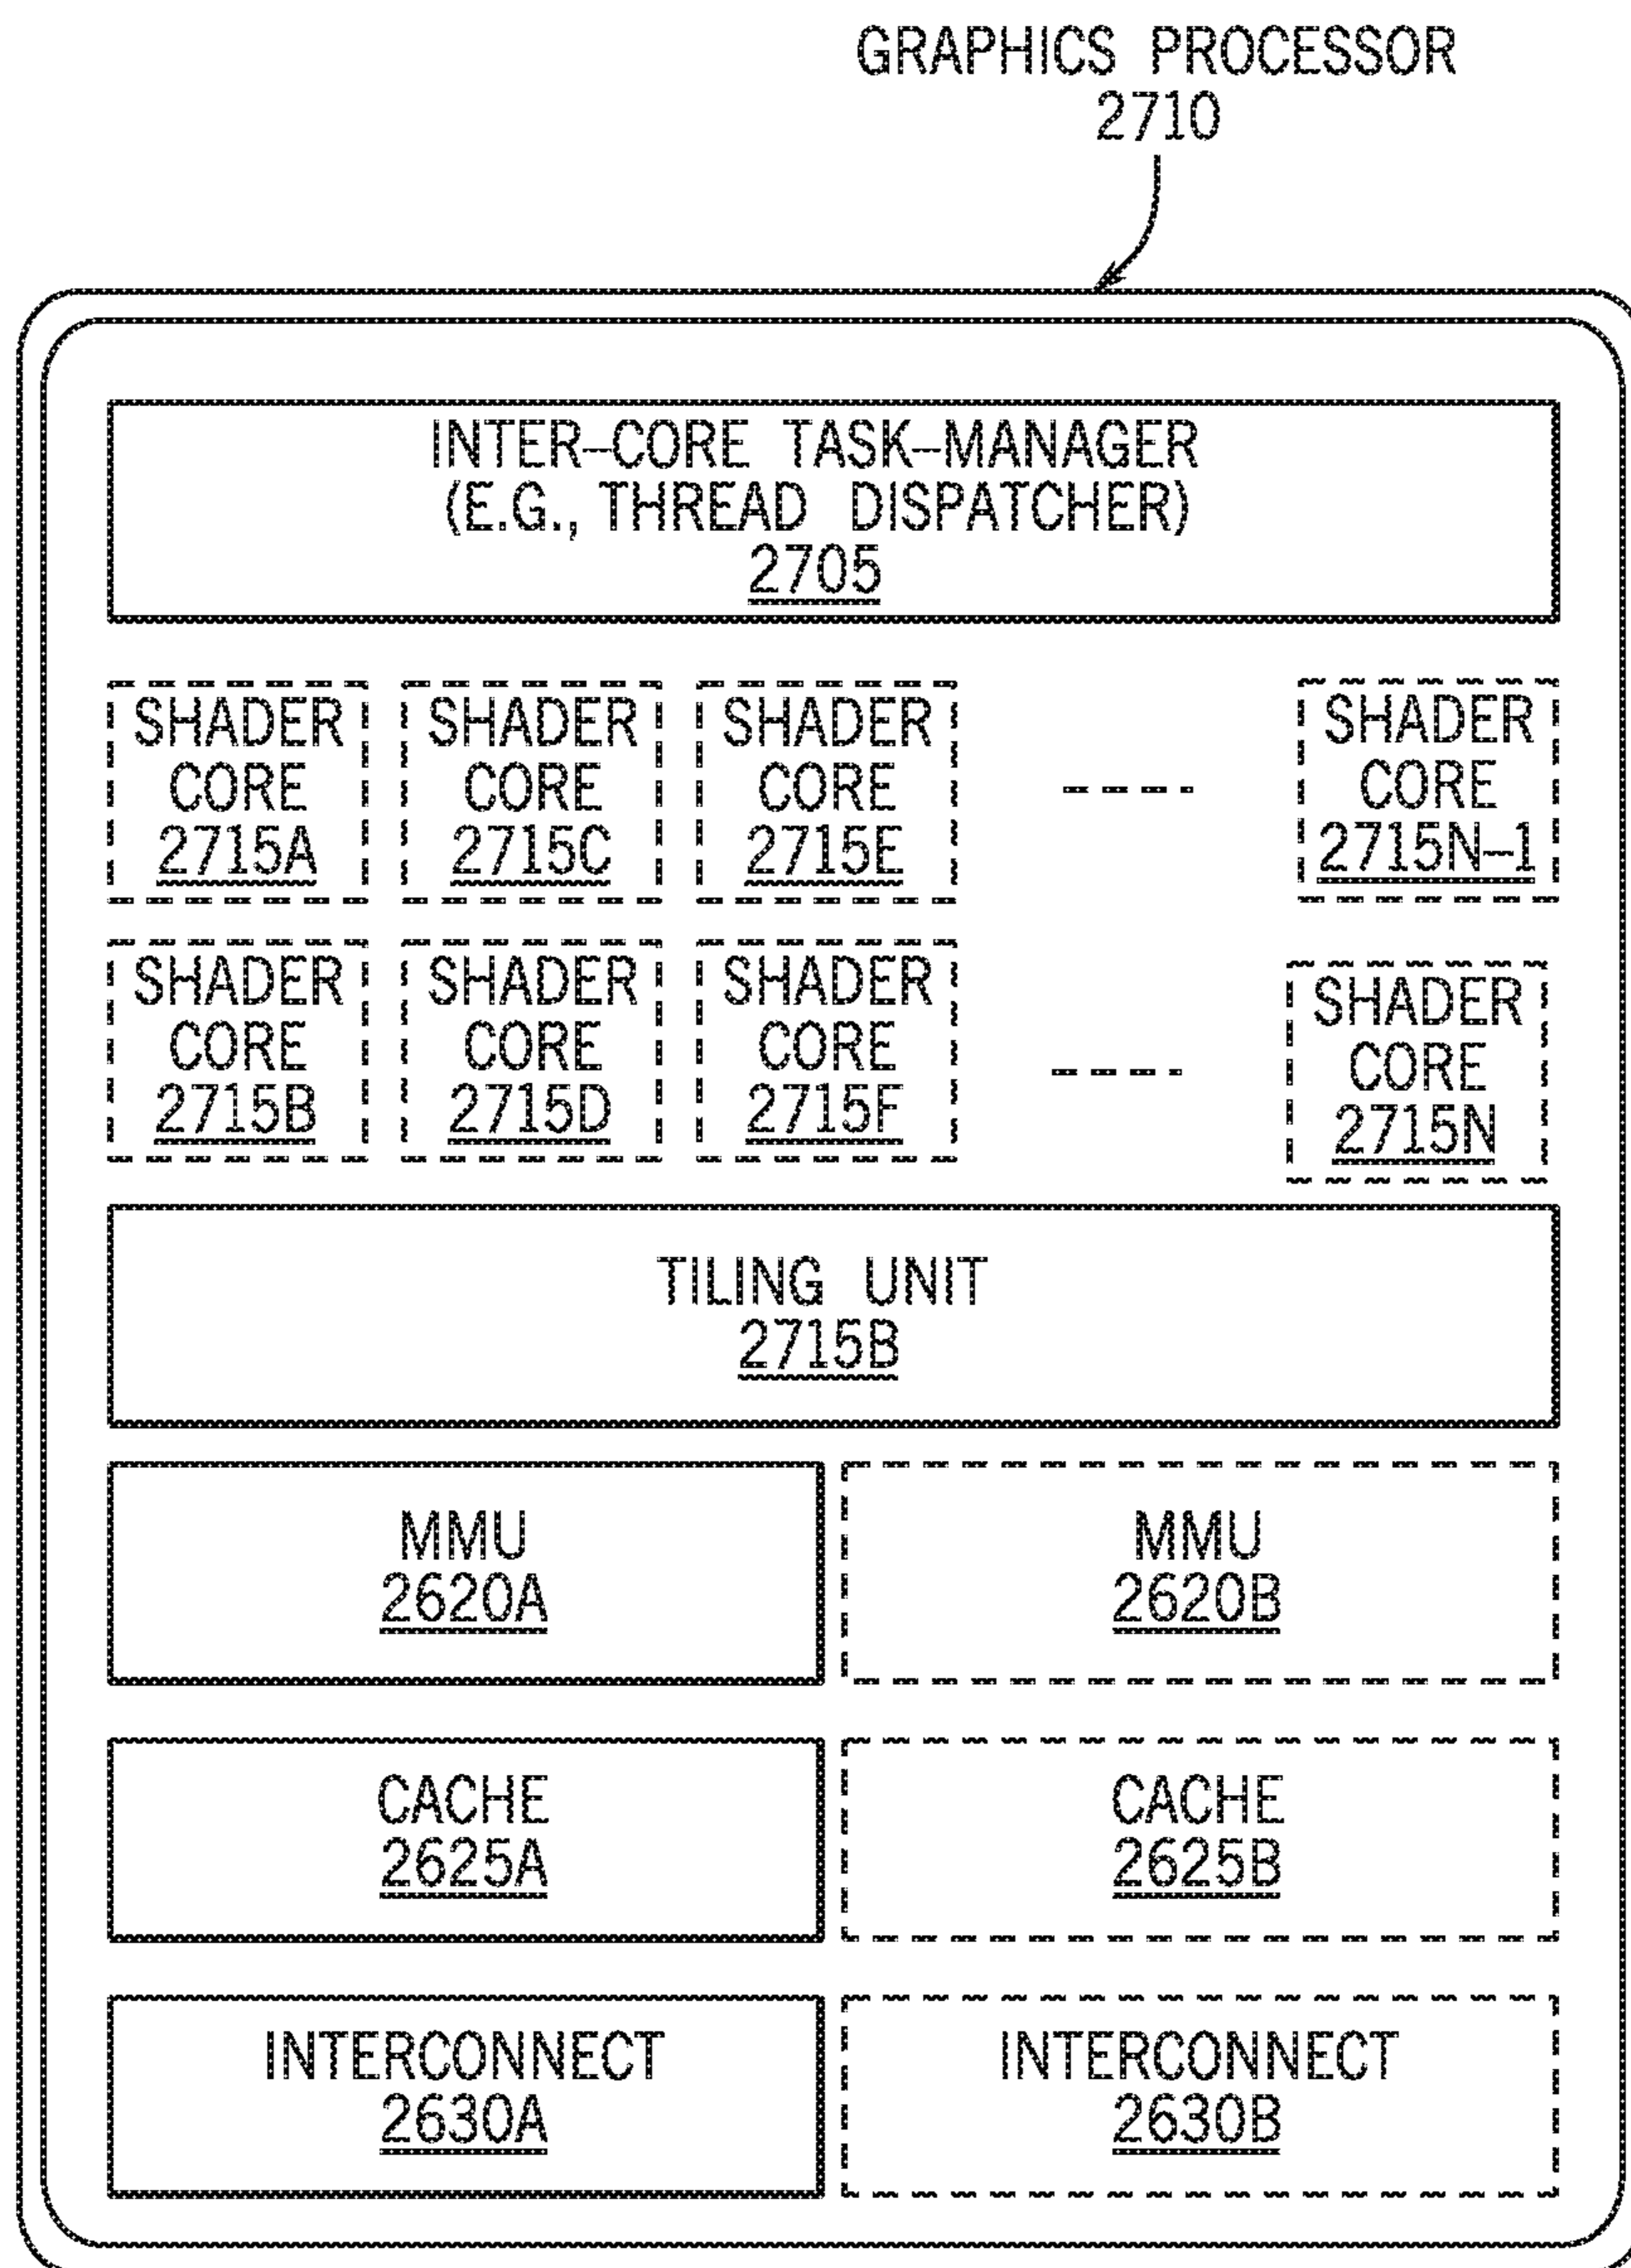 GRAPHICS PROCESSOR
2710
INTER-CORE TASK-MANAGER
(E.G., THREAD DISPATCHER)
2705
SHADER
CORE
2715A
SHADER
CORE
2715C
SHADER
CORE
2715E
SHADER
CORE
2715N-1
SHADER
CORE
2715B
SHADER
CORE
2715D
SHADER
CORE
2715F
SHADER
CORE
2715N
TILING UNIT
2715B
MMU
2620A
MMU
2620B
CACHE
2625A
CACHE
2625B
INTERCONNECT
2630A
INTERCONNECT
2630B